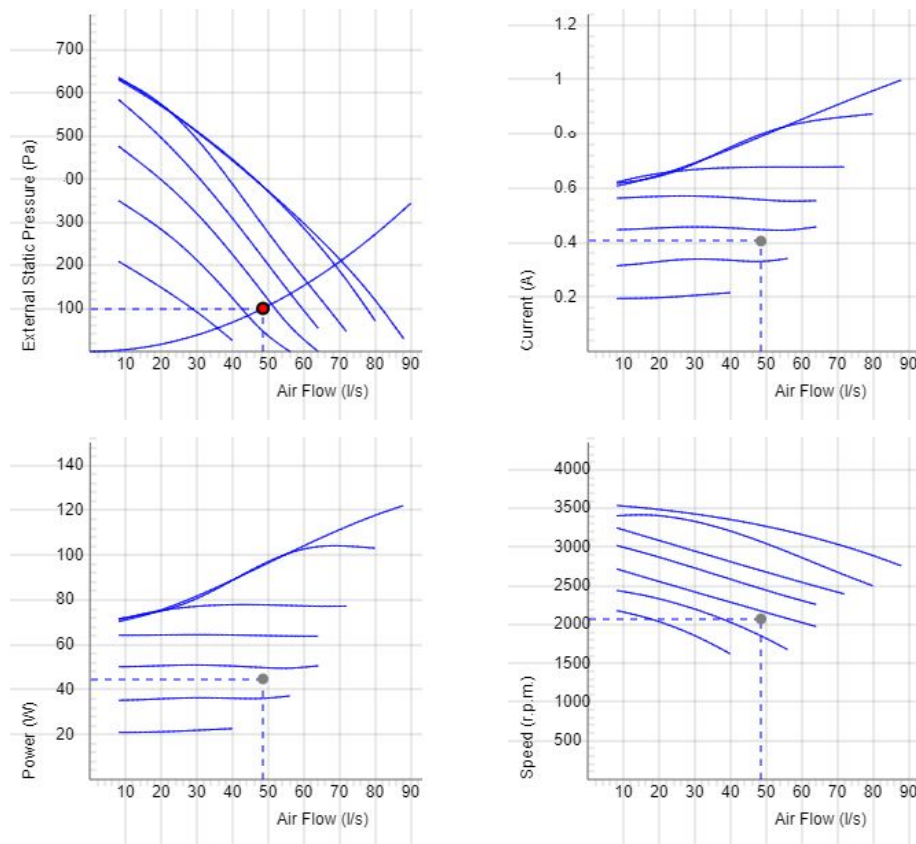 700
600
500
00
300
200
100
External Static Pressure (Pa)
10 20 30 40 50 60 70 80 90
Air Flow (l/s)
1.2
1
0.6
0.4
0.2
Current (A)
10 20 30 40 50 60 70 80 90
Air Flow (l/s)
140
120
100
80
60
40
20
Power (W)
10 20 30 40 50 60 70 80 90
Air Flow (l/s)
4000
3500
3000
2500
2000
1500
1000
500
Speed (r.p.m.)
10 20 30 40 50 60 70 80 90
Air Flow (l/s)